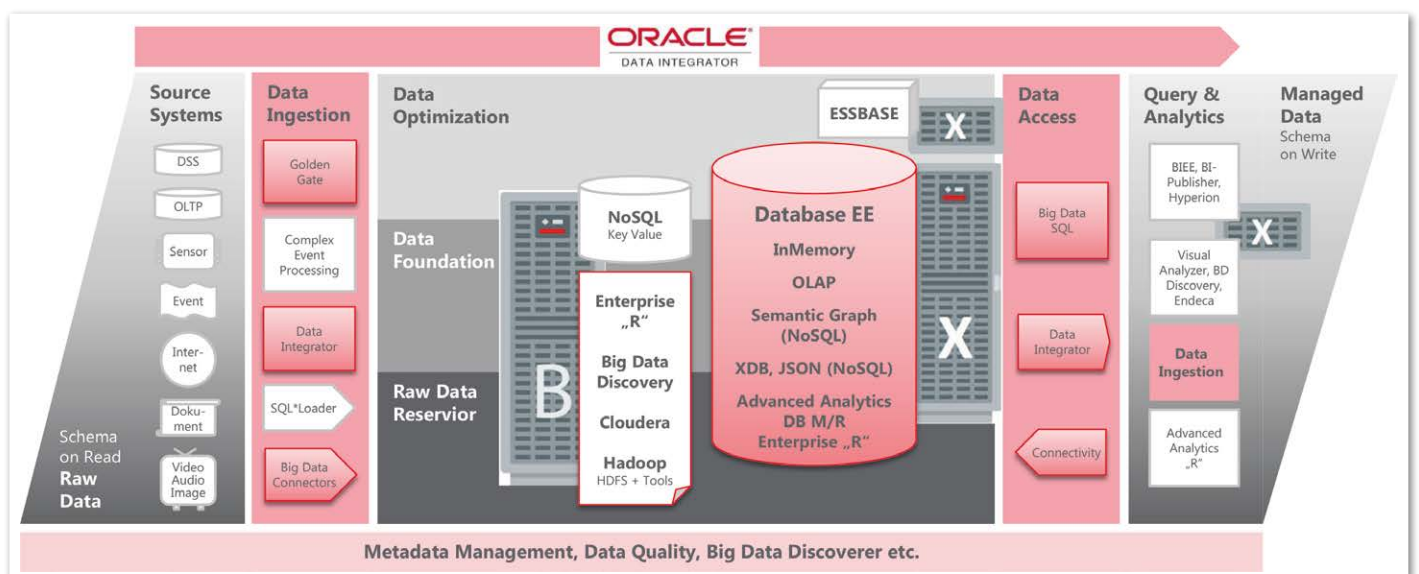 ORACLE
DATA INTEGRATOR
Source
Systems
DSS
OLTP
Sensor
Event
Inter-
net
Doku-
ment
Video
Audio
Image
Schema
on Read
Raw
Data
Data
Ingestion
Golden
Gate
Complex
Event
Processing
Data
Integrator
SQL*Loader
Big Data
Connectors
Data
Optimization
Data
Foundation
Raw Data
Reservior
B
NoSQL
Key Value
Enterprise
„R“
Big Data
Discovery
Cloudera
Hadoop
HDFS + Tools
ESSBASE
X
Database EE
InMemory
OLAP
Semantic Graph
(NoSQL)
XDB, JSON (NoSQL)
Advanced Analytics
DB M/R
Enterprise „R“
X
Data
Access
Big Data
SQL
Data
Integrator
Connectivity
Query &
Analytics
BIEE, BI-
Publisher,
Hyperion
Visual
Analyzer, BD
Discovery,
Endeca
Data
Ingestion
Advanced
Analytics
„R“
X
Managed
Data
Schema
on Write
Metadata Management, Data Quality, Big Data Discoverer etc.